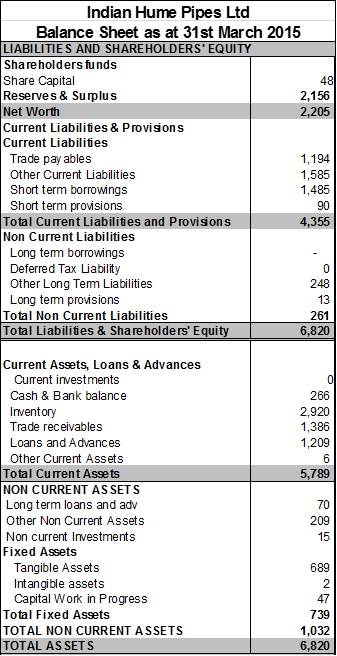 Indian Hume Pipes Ltd
Balance Sheet as at 31st March 2015
LIABILITIES AND SHAREHOLDERS' EQUITY
Shareholders funds
Share Capital 48
Reserves & Surplus 2,156
Net Worth 2,205
Current Liabilities & Provisions
Current Liabilities
Trade payables 1,194
Other Current Liabilities 1,585
Short term borrowings 1,485
Short term provisions 90
Total Current Liabilities and Provisions 4,355
Non Current Liabilities
Long term borrowings -
Deferred Tax Liability 0
Other Long Term Liabilities 248
Long term provisions 13
Total Non Current Liabilities 261
Total Liabilities & Shareholders' Equity 6,820
Current Assets, Loans & Advances
Current investments 0
Cash & Bank balance 266
Inventory 2,920
Trade receivables 1,386
Loans and Advances 1,209
Other Current Assets 6
Total Current Assets 5,789
NON CURRENT ASSETS
Long term loans and adv 70
Other Non Current Assets 209
Non current Investments 15
Fixed Assets
Tangible Assets 689
Intangible assets 2
Capital Work in Progress 47
Total Fixed Assets 739
TOTAL NON CURRENT ASSETS 1,032
TOTAL ASSETS 6,820